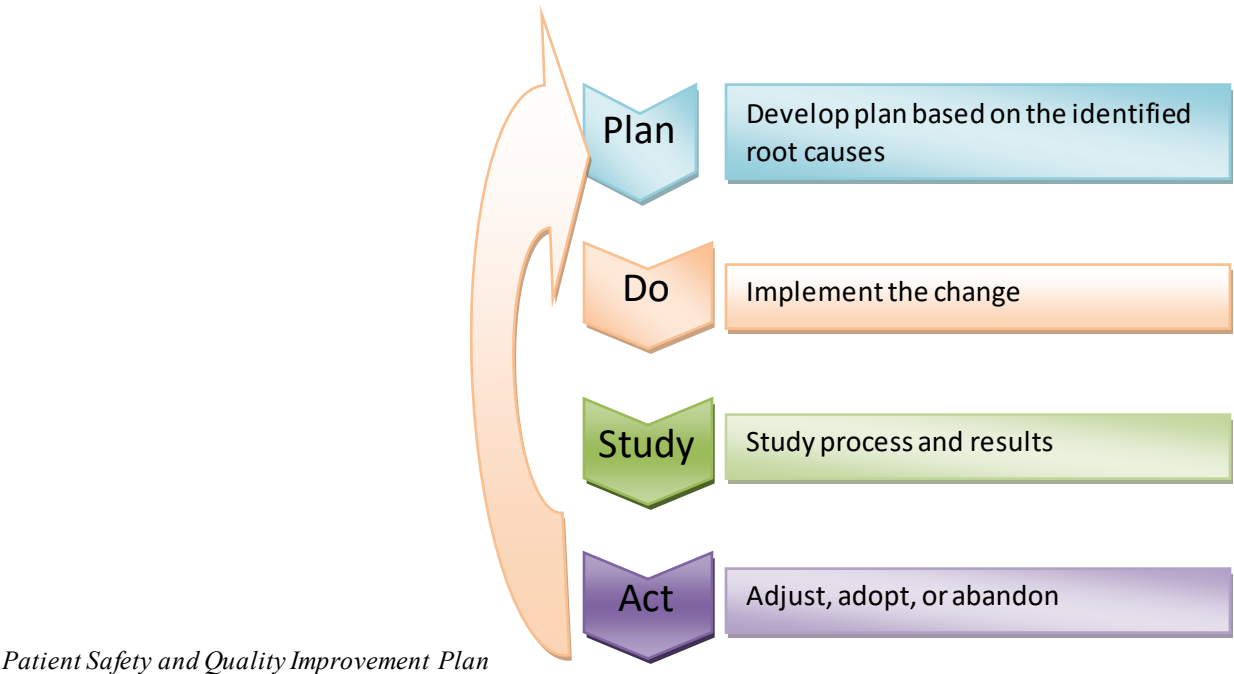 Plan
Develop plan based on the identified
root causes
Do
Implement the change
Study
Study process and results
Act
Adjust, adopt, or abandon
Patient Safety and Quality Improvement Plan